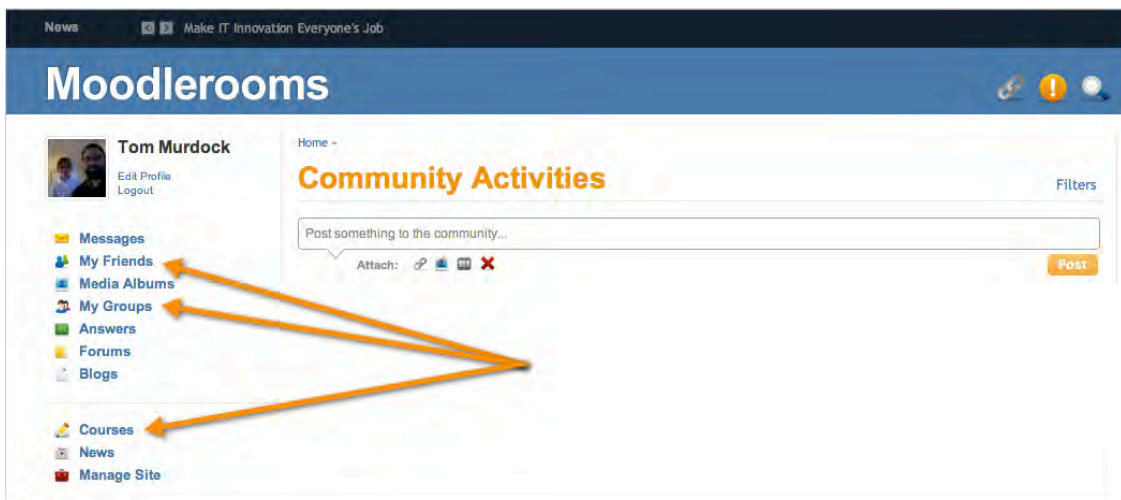 News Make IT Innovation Everyone's Job
Moodlerooms
Tom Murdock
Edit Profile
Logout
Messages
My Friends
Media Albums
My Groups
Answers
Forums
Blogs
Courses
News
Manage Site
Home »
Community Activities
Filters
Post something to the community...
Attach:
Post